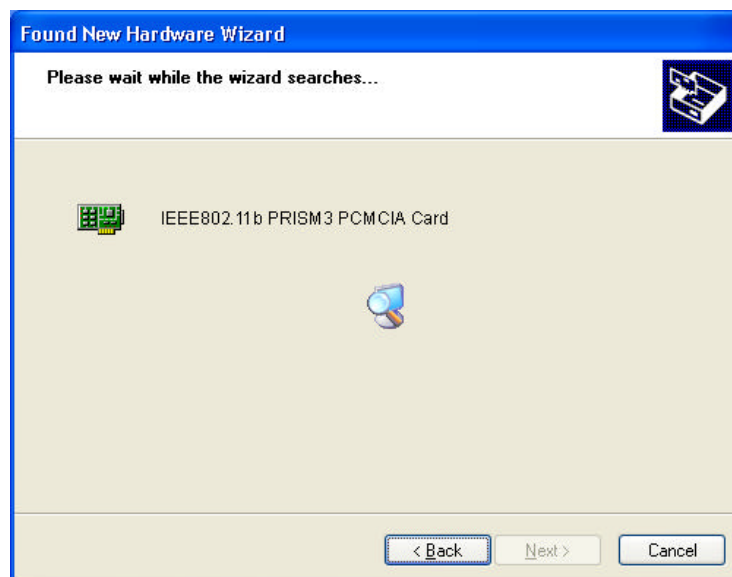 Found New Hardware Wizard
Please wait while the wizard searches...
IEEE802.11b PRISM3 PCMCIA Card
< Back
Next >
Cancel